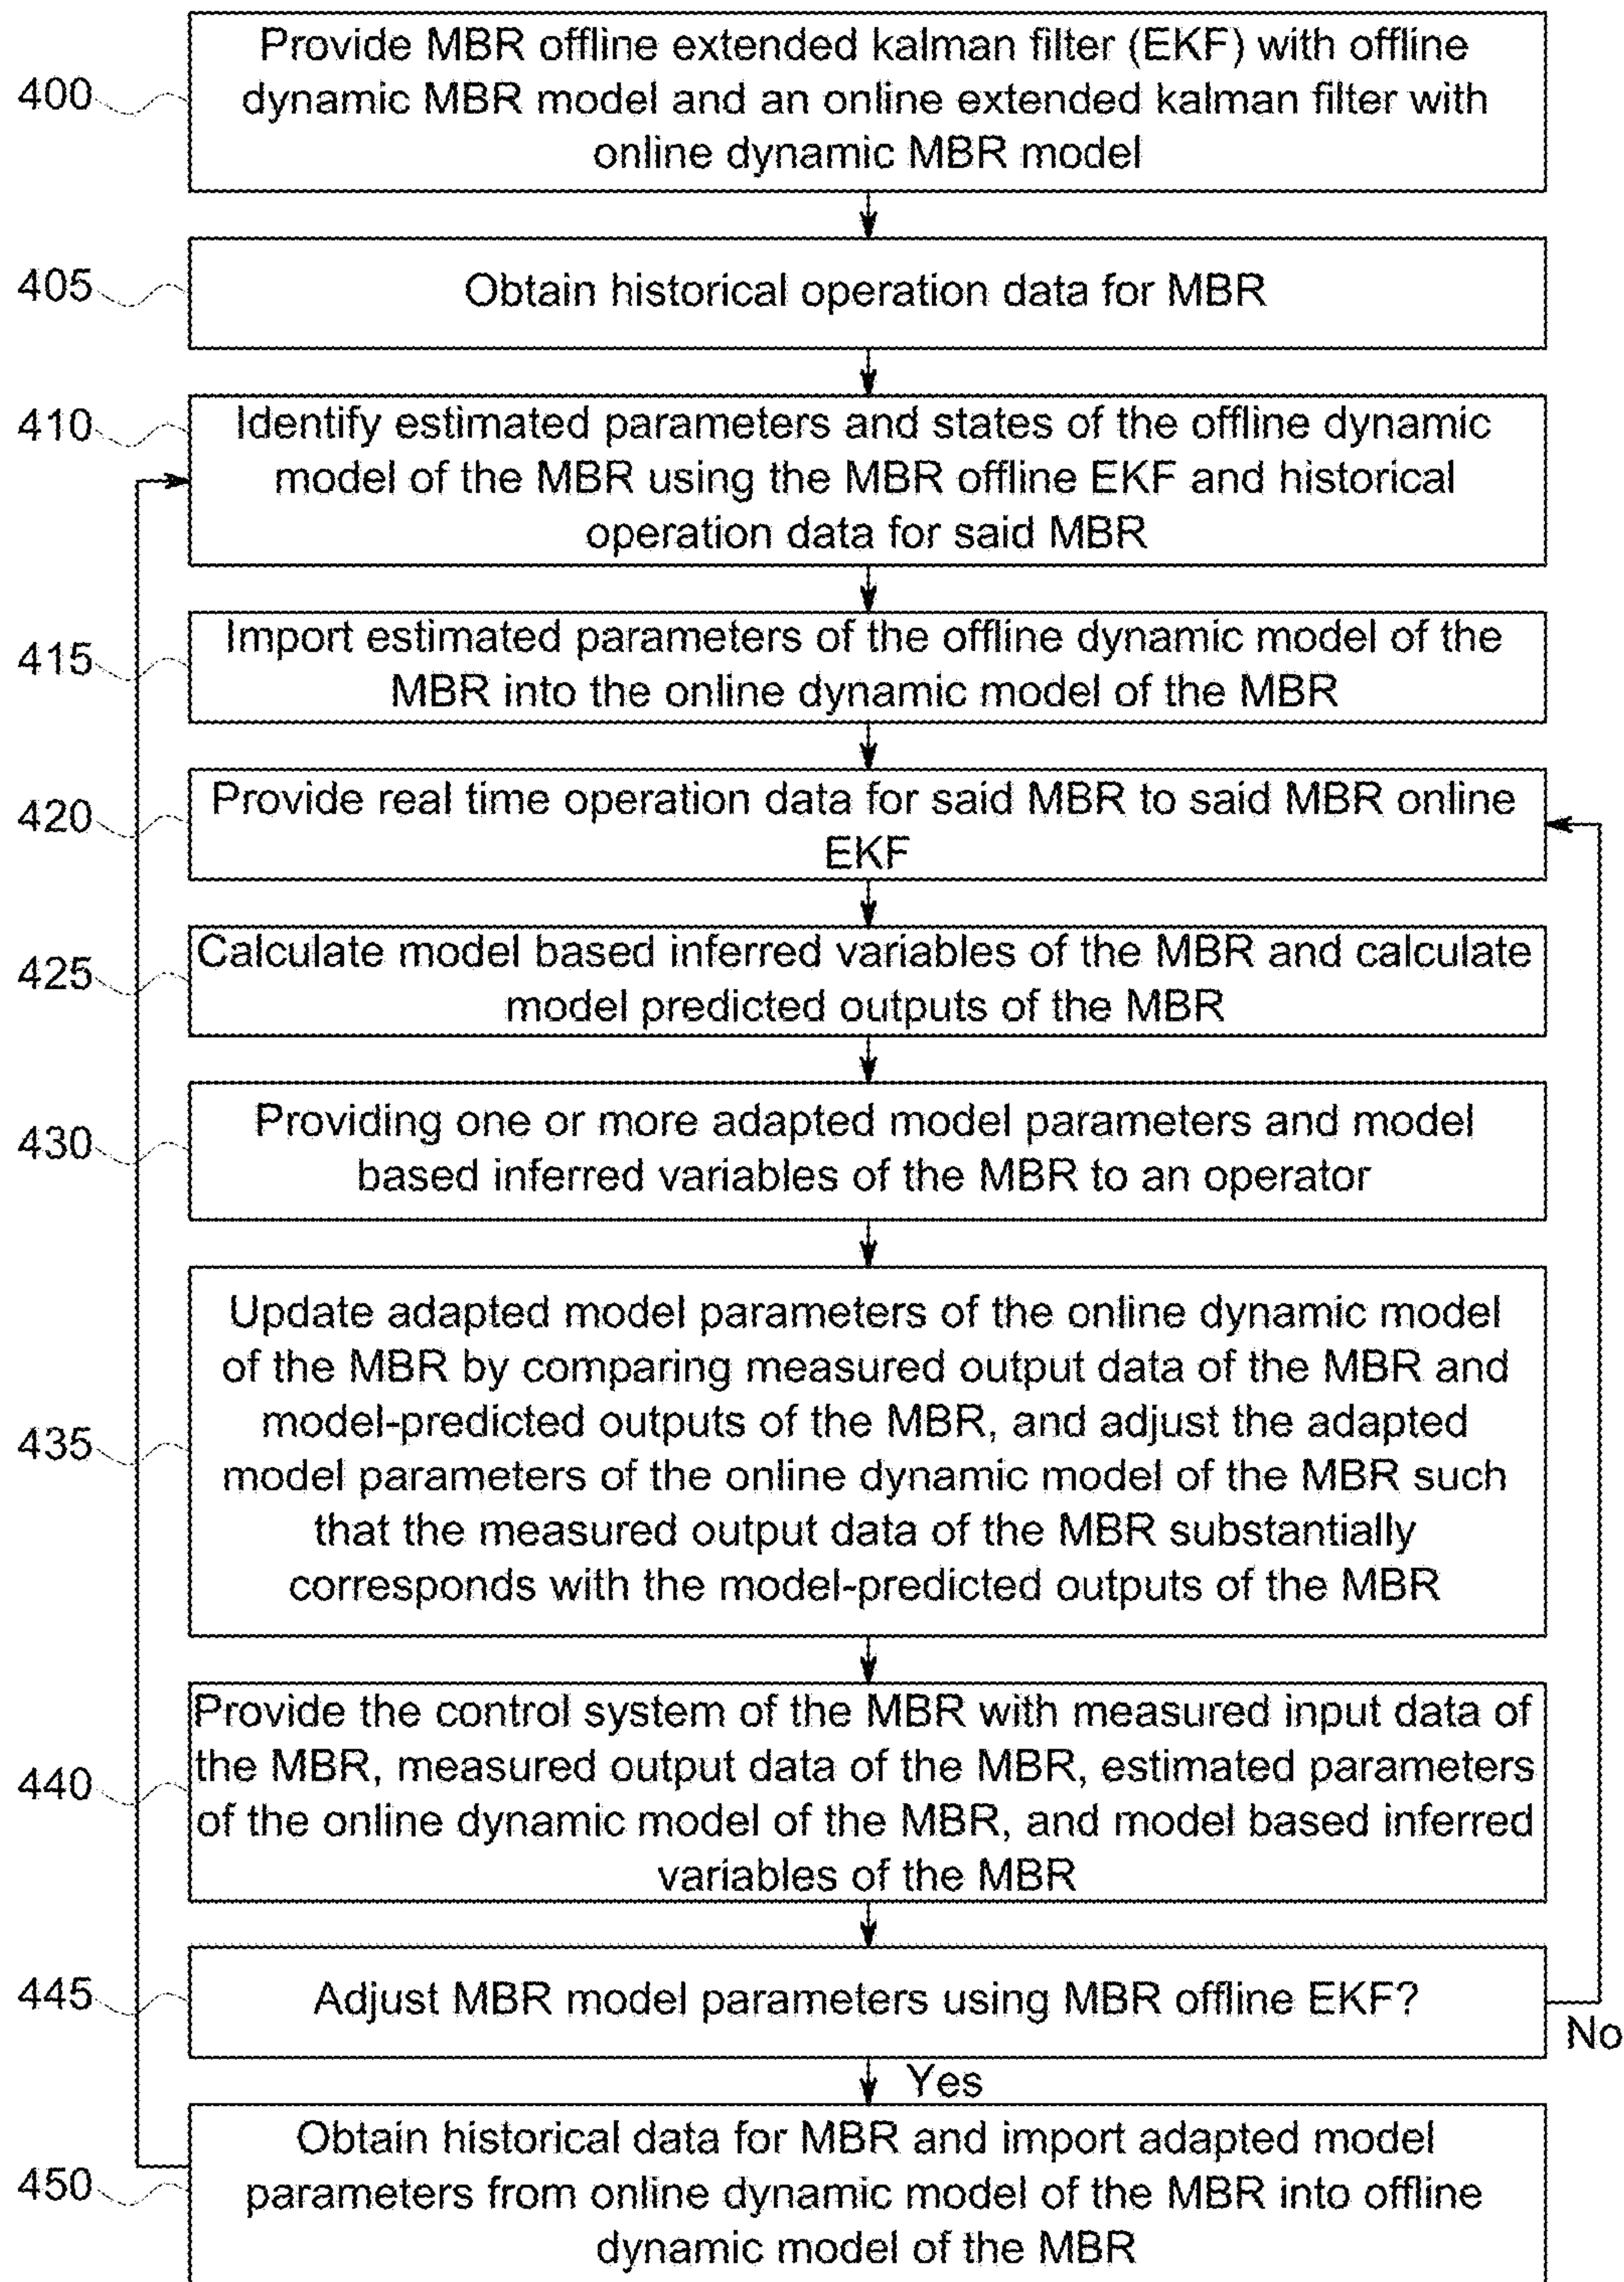 400
Provide MBR offline extended kalman filter (EKF) with offline
dynamic MBR model and an online extended kalman filter with
online dynamic MBR model
405
Obtain historical operation data for MBR
410
Identify estimated parameters and states of the offline dynamic
model of the MBR using the MBR offline EKF and historical
operation data for said MBR
415
Import estimated parameters of the offline dynamic model of the
MBR into the online dynamic model of the MBR
420
Provide real time operation data for said MBR to said MBR online
EKF
425
Calculate model based inferred variables of the MBR and calculate
model predicted outputs of the MBR
430
Providing one or more adapted model parameters and model
based inferred variables of the MBR to an operator
435
Update adapted model parameters of the online dynamic model
of the MBR by comparing measured output data of the MBR and
model-predicted outputs of the MBR, and adjust the adapted
model parameters of the online dynamic model of the MBR such
that the measured output data of the MBR substantially
corresponds with the model-predicted outputs of the MBR
440
Provide the control system of the MBR with measured input data of
the MBR, measured output data of the MBR, estimated parameters
of the online dynamic model of the MBR, and model based inferred
variables of the MBR
445
Adjust MBR model parameters using MBR offline EKF?
No
Yes
450
Obtain historical data for MBR and import adapted model
parameters from online dynamic model of the MBR into offline
dynamic model of the MBR